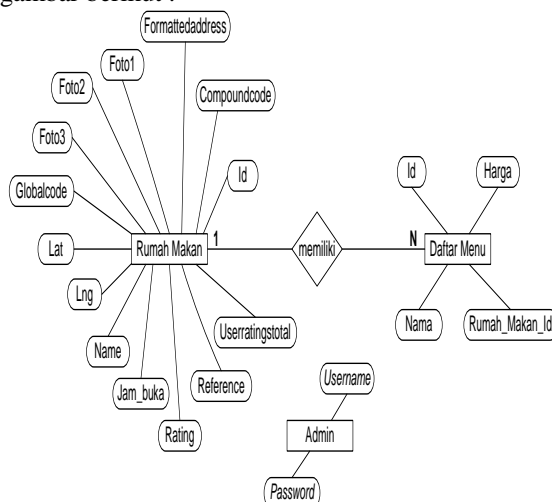 gambar berikut :
Formattedaddress
Foto1
Foto2
Compoundcode
Foto3
Id
Id
Harga
Globalcode
Lat
Rumah Makan
1
memiliki
N
Daftar Menu
Lng
Name
Userratingstotal
Nama
Rumah_Makan_Id
Jam_buka
Reference
Username
Rating
Admin
Password